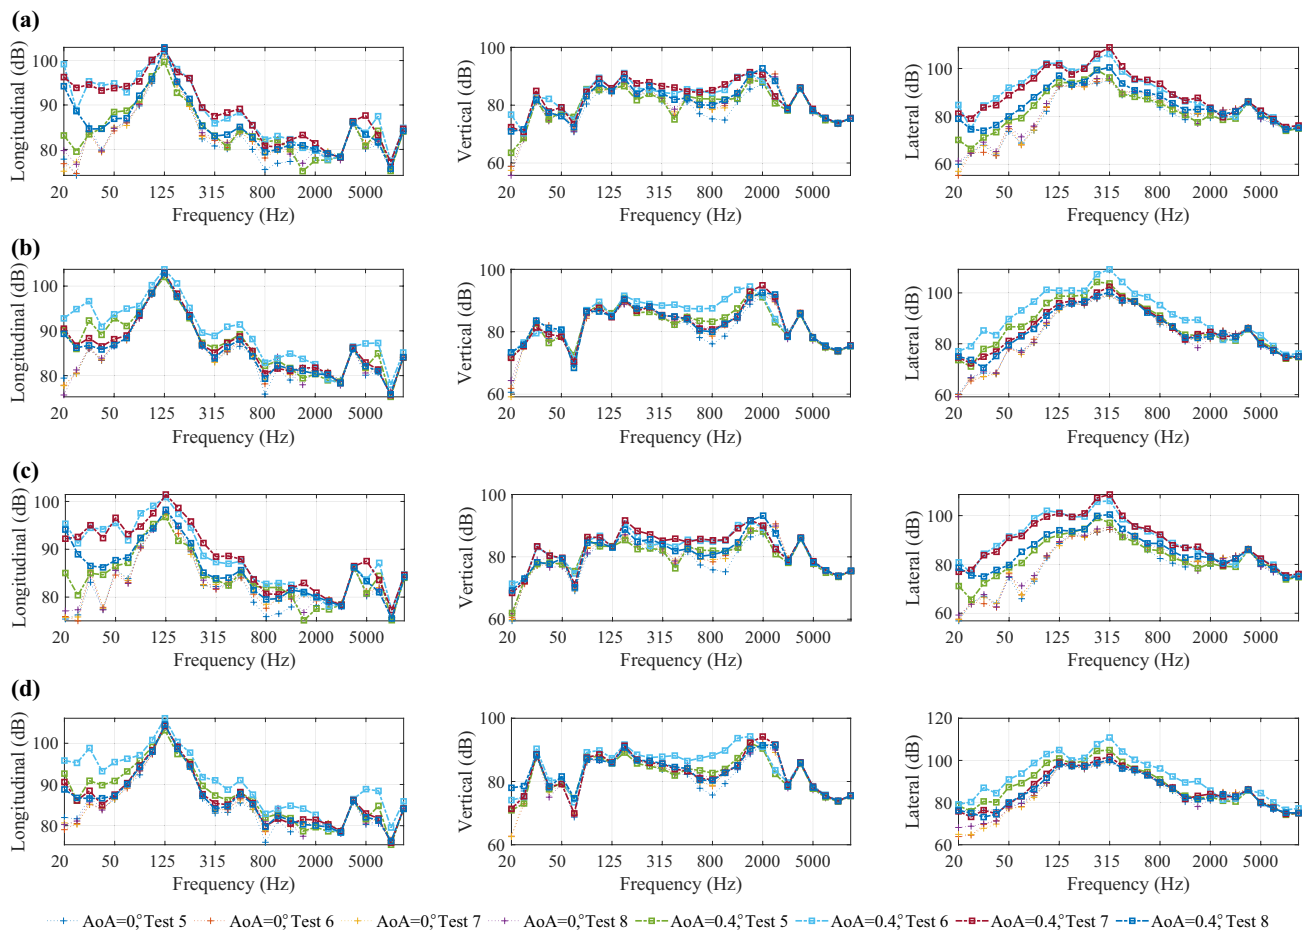 (a)
Longitudinal (dB)
100
90
80
20 50 125 315 800 2000 5000
Frequency (Hz)
Vertical (dB)
100
80
60
20 50 125 315 800 2000 5000
Frequency (Hz)
Lateral (dB)
100
80
60
20 50 125 315 800 2000 5000
Frequency (Hz)
(b)
Longitudinal (dB)
100
90
80
20 50 125 315 800 2000 5000
Frequency (Hz)
Vertical (dB)
100
80
60
20 50 125 315 800 2000 5000
Frequency (Hz)
Lateral (dB)
100
80
60
20 50 125 315 800 2000 5000
Frequency (Hz)
(c)
Longitudinal (dB)
100
90
80
20 50 125 315 800 2000 5000
Frequency (Hz)
Vertical (dB)
100
80
60
20 50 125 315 800 2000 5000
Frequency (Hz)
Lateral (dB)
100
80
60
20 50 125 315 800 2000 5000
Frequency (Hz)
(d)
Longitudinal (dB)
100
90
80
20 50 125 315 800 2000 5000
Frequency (Hz)
Vertical (dB)
100
80
60
20 50 125 315 800 2000 5000
Frequency (Hz)
Lateral (dB)
120
100
80
60
20 50 125 315 800 2000 5000
Frequency (Hz)
AoA=0°, Test 5 AoA=0°, Test 6 AoA=0°, Test 7 AoA=0°, Test 8 AoA=0.4°, Test 5 AoA=0.4°, Test 6 AoA=0.4°, Test 7 AoA=0.4°, Test 8